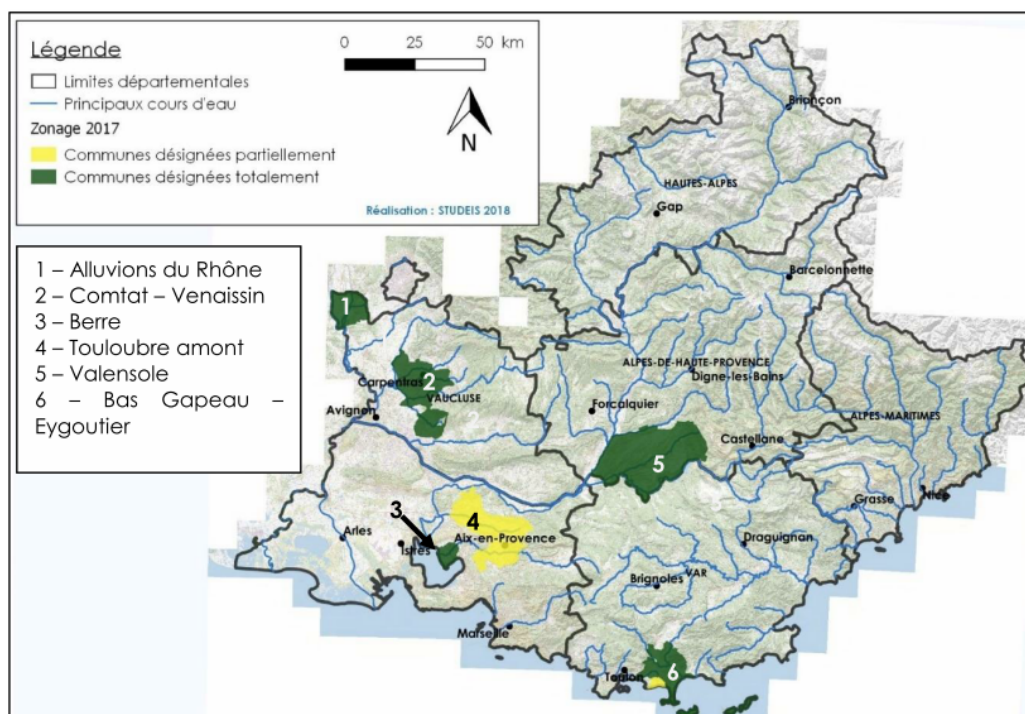 Légende
Limites départementales
Principaux cours d'eau
Zonage 2017
Communes désignées partiellement
Communes désignées totalement
0 25 50 km
N
Réalisation : STUDEIS 2018
1 – Alluvions du Rhône
2 – Comtat – Venaissin
3 – Berre
4 – Touloubre amont
5 – Valensole
6 – Bas Gapeau –
Eygoutier
Briançon
HAUTES-ALPES
Gap
Barcelonnette
1
ALPES-DE-HAUTE-PROVENCE
Digne-les-Bains
Carpentras
2
VAUCLUSE
2
Avignon
Forcalquier
ALPES-MARITIMES
Castellane
5
Nice
Grasse
3
4
Arles
Istres
Aix-en-Provence
Draguignan
Brignoles
VAR
Marseille
Toulon
6